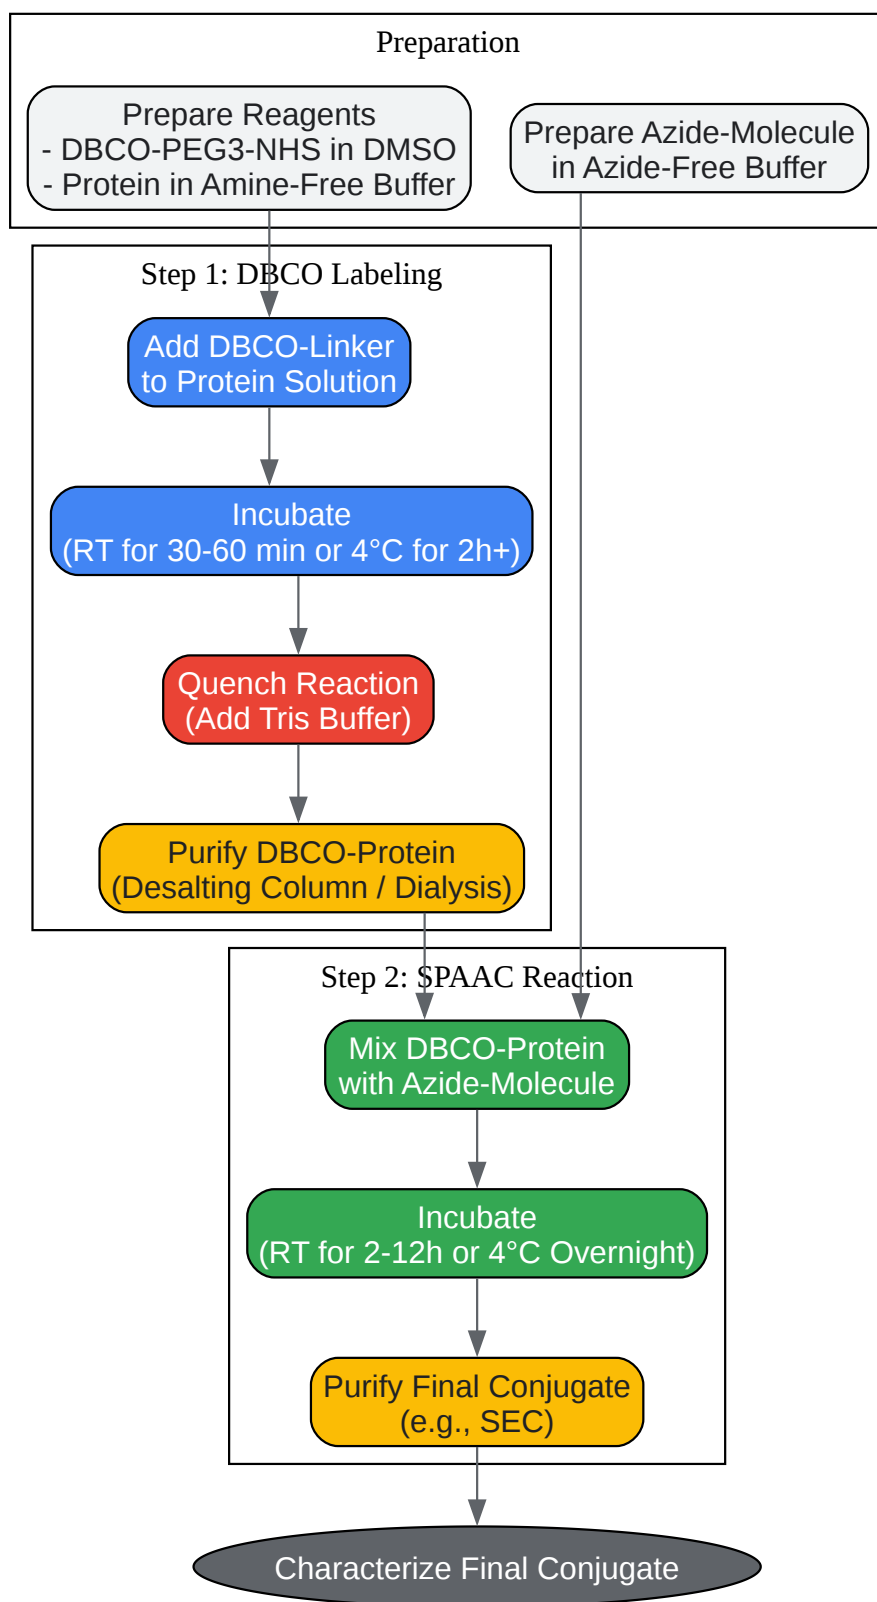 Preparation
Prepare Reagents
- DBCO-PEG3-NHS in DMSO
- Protein in Amine-Free Buffer
Prepare Azide-Molecule
in Azide-Free Buffer
Step 1: DBCO Labeling
Add DBCO-Linker
to Protein Solution
Incubate
(RT for 30-60 min or 4°C for 2h+)
Quench Reaction
(Add Tris Buffer)
Purify DBCO-Protein
(Desalting Column / Dialysis)
Step 2: SPAAC Reaction
Mix DBCO-Protein
with Azide-Molecule
Incubate
(RT for 2-12h or 4°C Overnight)
Purify Final Conjugate
(e.g., SEC)
Characterize Final Conjugate